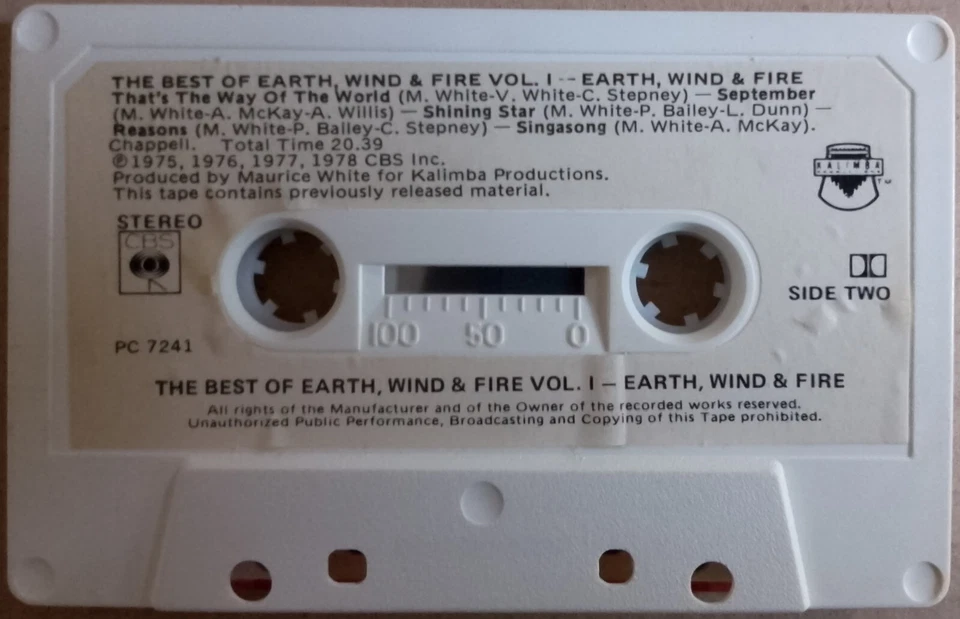 THE BEST OF EARTH, WIND & FIRE VOL. I -- EARTH, WIND & FIRE
That's The Way Of The World (M. White-V. White-C. Stepney) — September
(M. White-A. McKay-A. Willis) — Shining Star (M. White-P. Bailey-L. Dunn) —
Reasons (M. White-P. Bailey-C. Stepney) — Singasong (M. White-A. McKay).
Chappell. Total Time 20.39
℗1975, 1976, 1977, 1978 CBS Inc.
Produced by Maurice White for Kalimba Productions.
This tape contains previously released material.
KALIMBA
TM
STEREO
CBS
SIDE TWO
100 50 0
PC 7241
THE BEST OF EARTH, WIND & FIRE VOL. I — EARTH, WIND & FIRE
All rights of the Manufacturer and of the Owner of the recorded works reserved.
Unauthorized Public Performance, Broadcasting and Copying of this Tape prohibited.